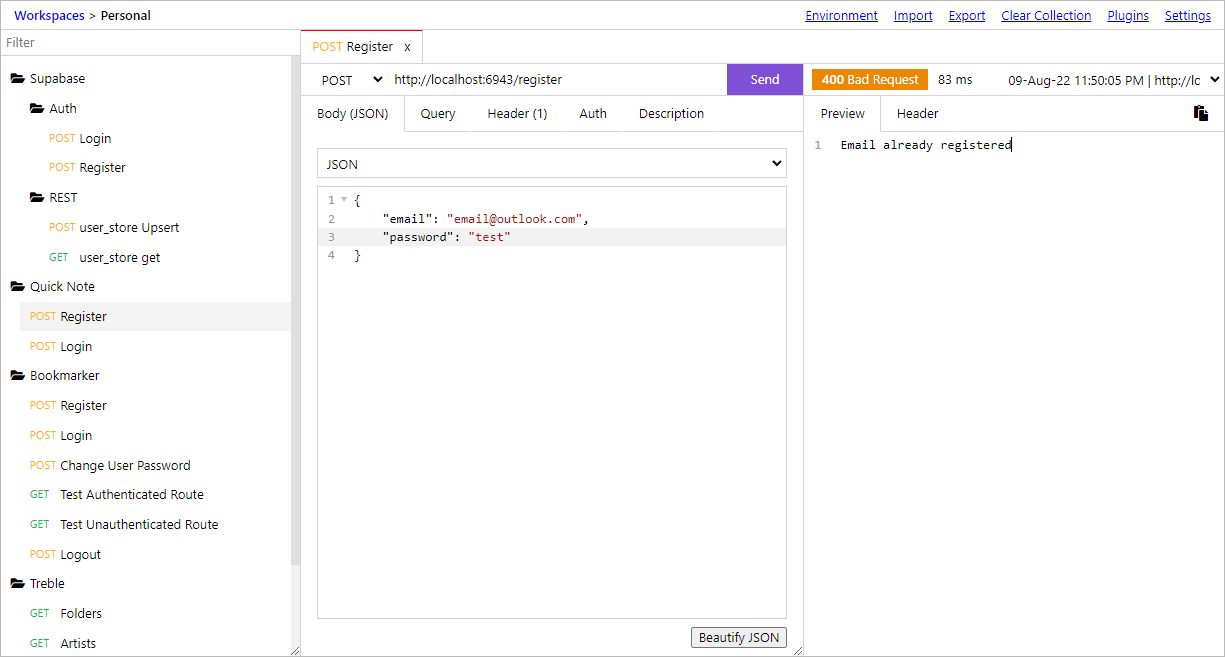 Workspaces > Personal
Environment Import Export Clear Collection Plugins Settings
Filter
Supabase
Auth
POST Login
POST Register
REST
POST user_store Upsert
GET user_store get
Quick Note
POST Register
POST Login
Bookmarker
POST Register
POST Login
POST Change User Password
GET Test Authenticated Route
GET Test Unauthenticated Route
POST Logout
Treble
GET Folders
GET Artists
POST Register x
POST http://localhost:6943/register Send
Body (JSON) Query Header (1) Auth Description
JSON
1 {
2 "email": "email@outlook.com",
3 "password": "test"
4 }
Beautify JSON
400 Bad Request 83 ms 09-Aug-22 11:50:05 PM | http://lc
Preview Header
1 Email already registered